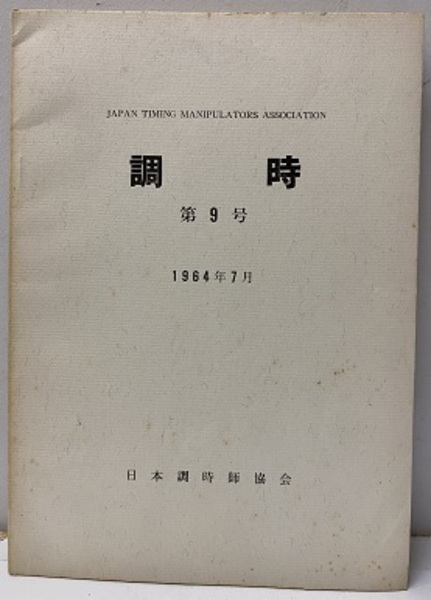 JAPAN TIMING MANIPULATORS ASSOCIATION
調時
第9号
1964年7月
日本調時師協会